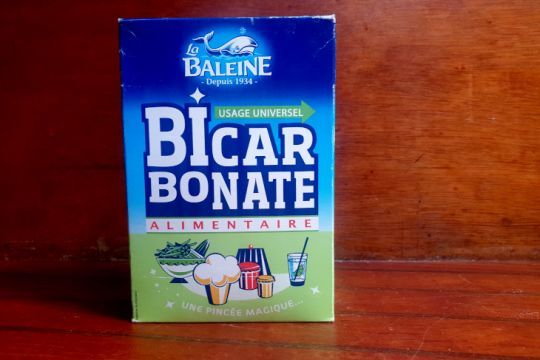 La
BALEINE
- Depuis 1934 -
USAGE UNIVERSEL
BICAR
BONATE
ALIMENTAIRE
UNE PINCÉE MAGIQUE...